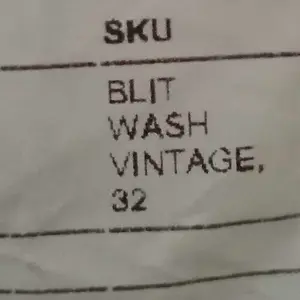 SKU
BLIT
WASH
VINTAGE,
32